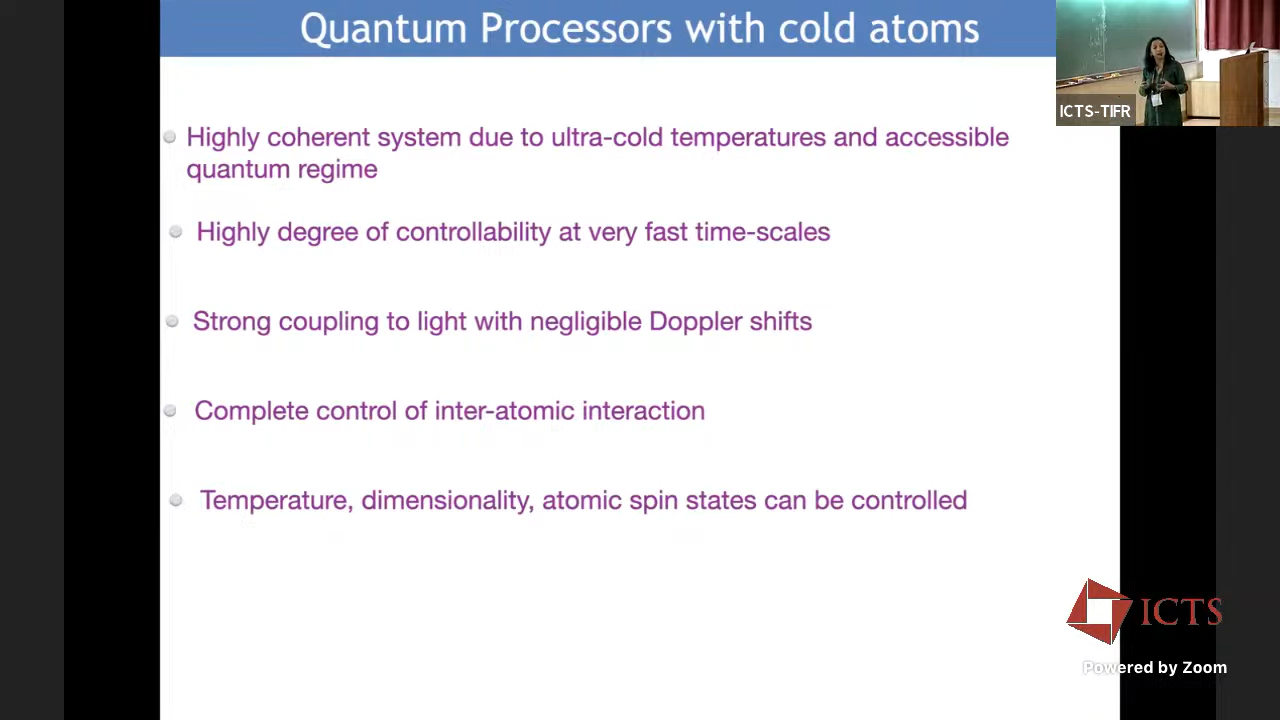 Quantum Processors with cold atoms
ICTS-TIFR
Highly coherent system due to ultra-cold temperatures and accessible
quantum regime
Highly degree of controllability at very fast time-scales
Strong coupling to light with negligible Doppler shifts
Complete control of inter-atomic interaction
Temperature, dimensionality, atomic spin states can be controlled
ICTS
Powered by Zoom